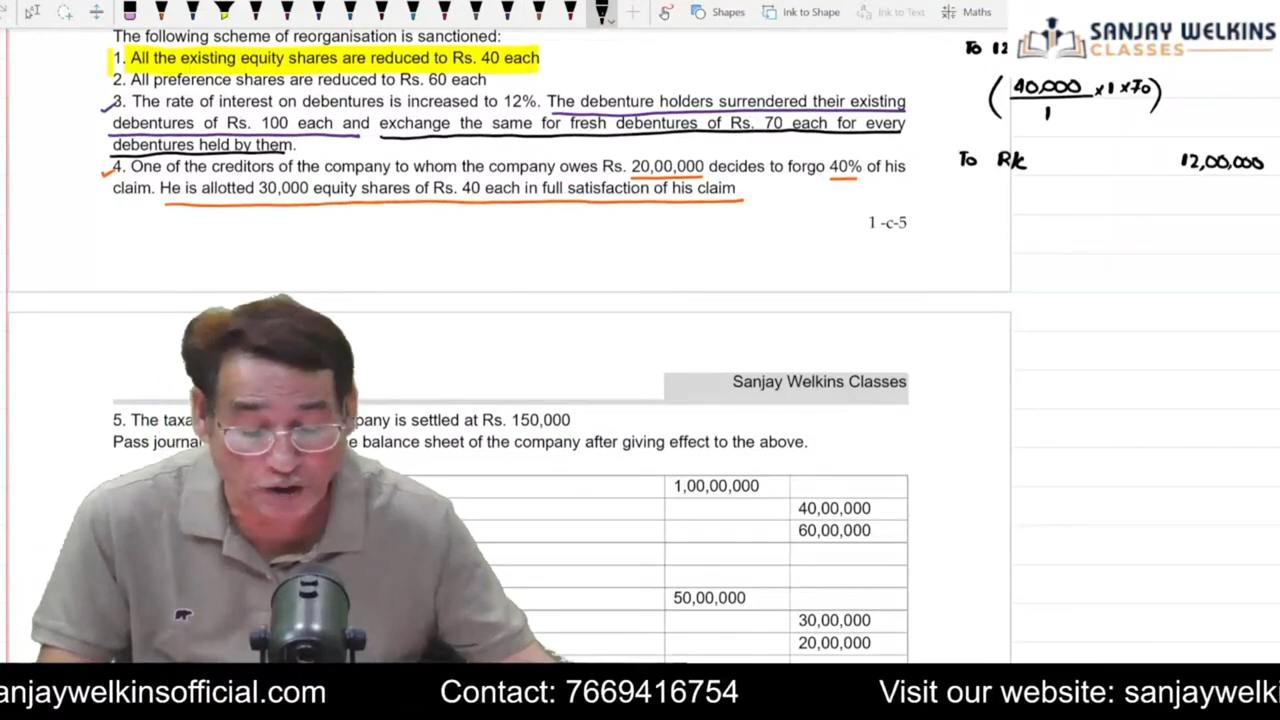 Shapes
Ink to Shape
Ink to Text
Maths
The following scheme of reorganisation is sanctioned:
1. All the existing equity shares are reduced to Rs. 40 each
2. All preference shares are reduced to Rs. 60 each
3. The rate of interest on debentures is increased to 12%. The debenture holders surrendered their existing
debentures of Rs. 100 each and exchange the same for fresh debentures of Rs. 70 each for every
debentures held by them.
4. One of the creditors of the company to whom the company owes Rs. 20,00,000 decides to forgo 40% of his
claim. He is allotted 30,000 equity shares of Rs. 40 each in full satisfaction of his claim
1 -c-5
To 12
SANJAY WELKINS
CLASSES
(40,000 × 1 × 70)
1
To R/c 12,00,000
Sanjay Welkins Classes
5. The taxa pany is settled at Rs. 150,000
Pass journa e balance sheet of the company after giving effect to the above.
1,00,00,000
40,00,000
60,00,000
50,00,000
30,00,000
20,00,000
anjaywelkinsofficial.com Contact: 7669416754 Visit our website: sanjaywelki